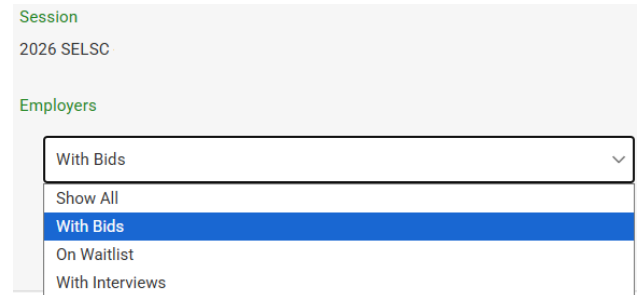 Session
2026 SELSC
Employers
With Bids
Show All
With Bids
On Waitlist
With Interviews